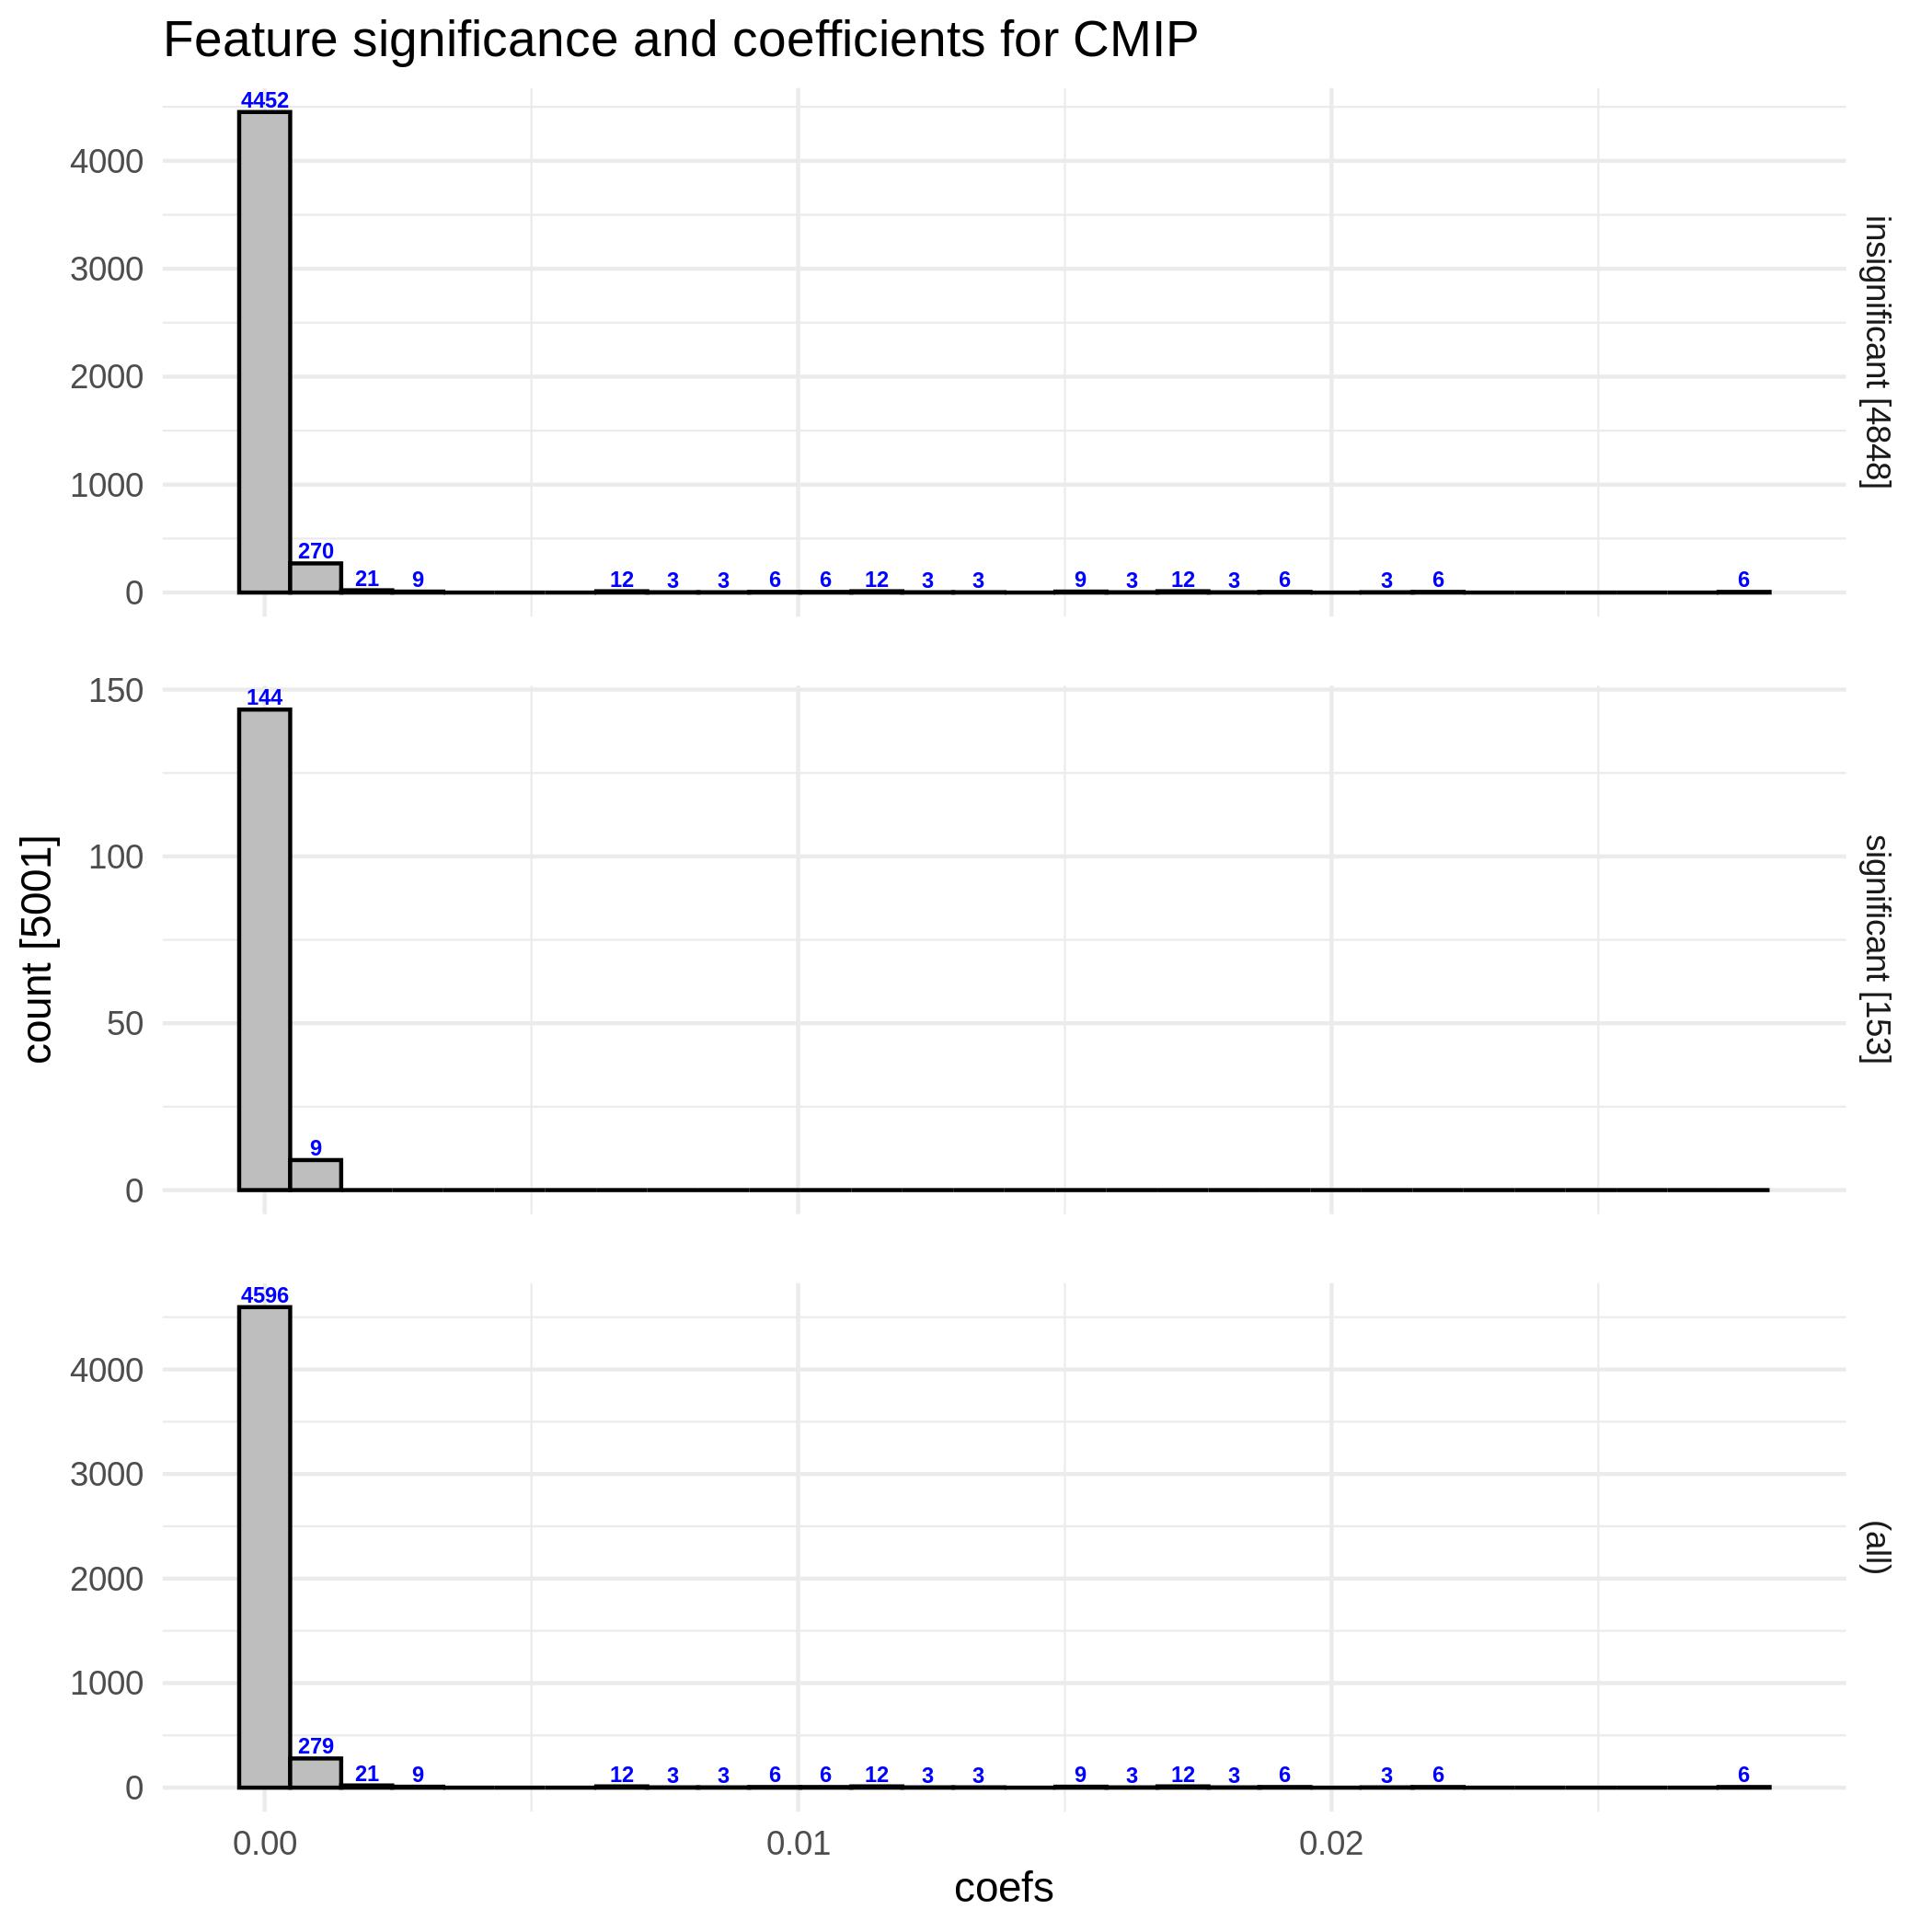 Feature significance and coefficients for CMIP
4452
4000
3000
2000
1000
0
270
21 9 12 3 3 6 6 12 3 3 9 3 12 3 6 3 6 6
insignificant [4848]
150
144
100
50
9
0
significant [153]
count [5001]
4596
4000
3000
2000
1000
279
21 9 12 3 3 6 6 12 3 3 9 3 12 3 6 3 6 6
0
(all)
0.00 0.01 0.02
coefs